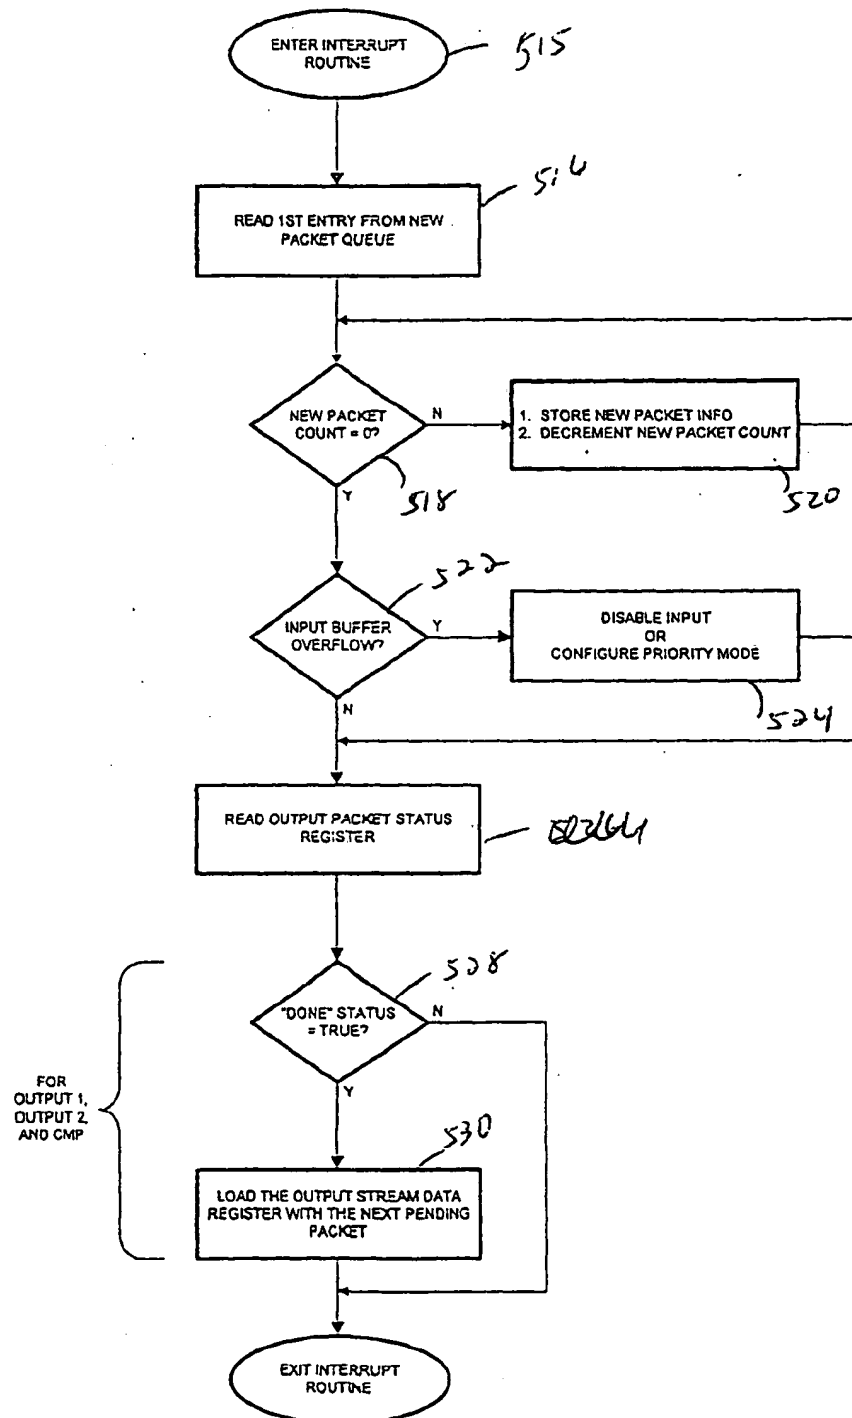 ENTER INTERRUPT
ROUTINE
515
516
READ 1ST ENTRY FROM NEW
PACKET QUEUE
NEW PACKET
COUNT = 0?
N
Y
518
1. STORE NEW PACKET INFO
2. DECREMENT NEW PACKET COUNT
520
522
INPUT BUFFER
OVERFLOW?
Y
N
DISABLE INPUT
OR
CONFIGURE PRIORITY MODE
524
READ OUTPUT PACKET STATUS
REGISTER
528
"DONE" STATUS
= TRUE?
N
Y
FOR
OUTPUT 1,
OUTPUT 2,
AND CMP
530
LOAD THE OUTPUT STREAM DATA
REGISTER WITH THE NEXT PENDING
PACKET
EXIT INTERRUPT
ROUTINE